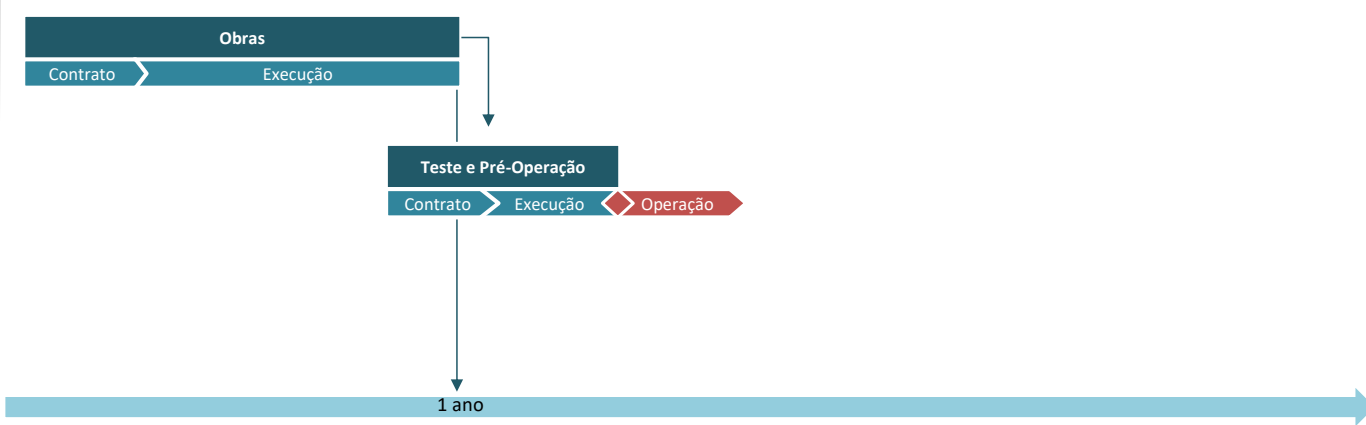 Obras
Contrato
Execução
Teste e Pré-Operação
Contrato
Execução
Operação
1 ano